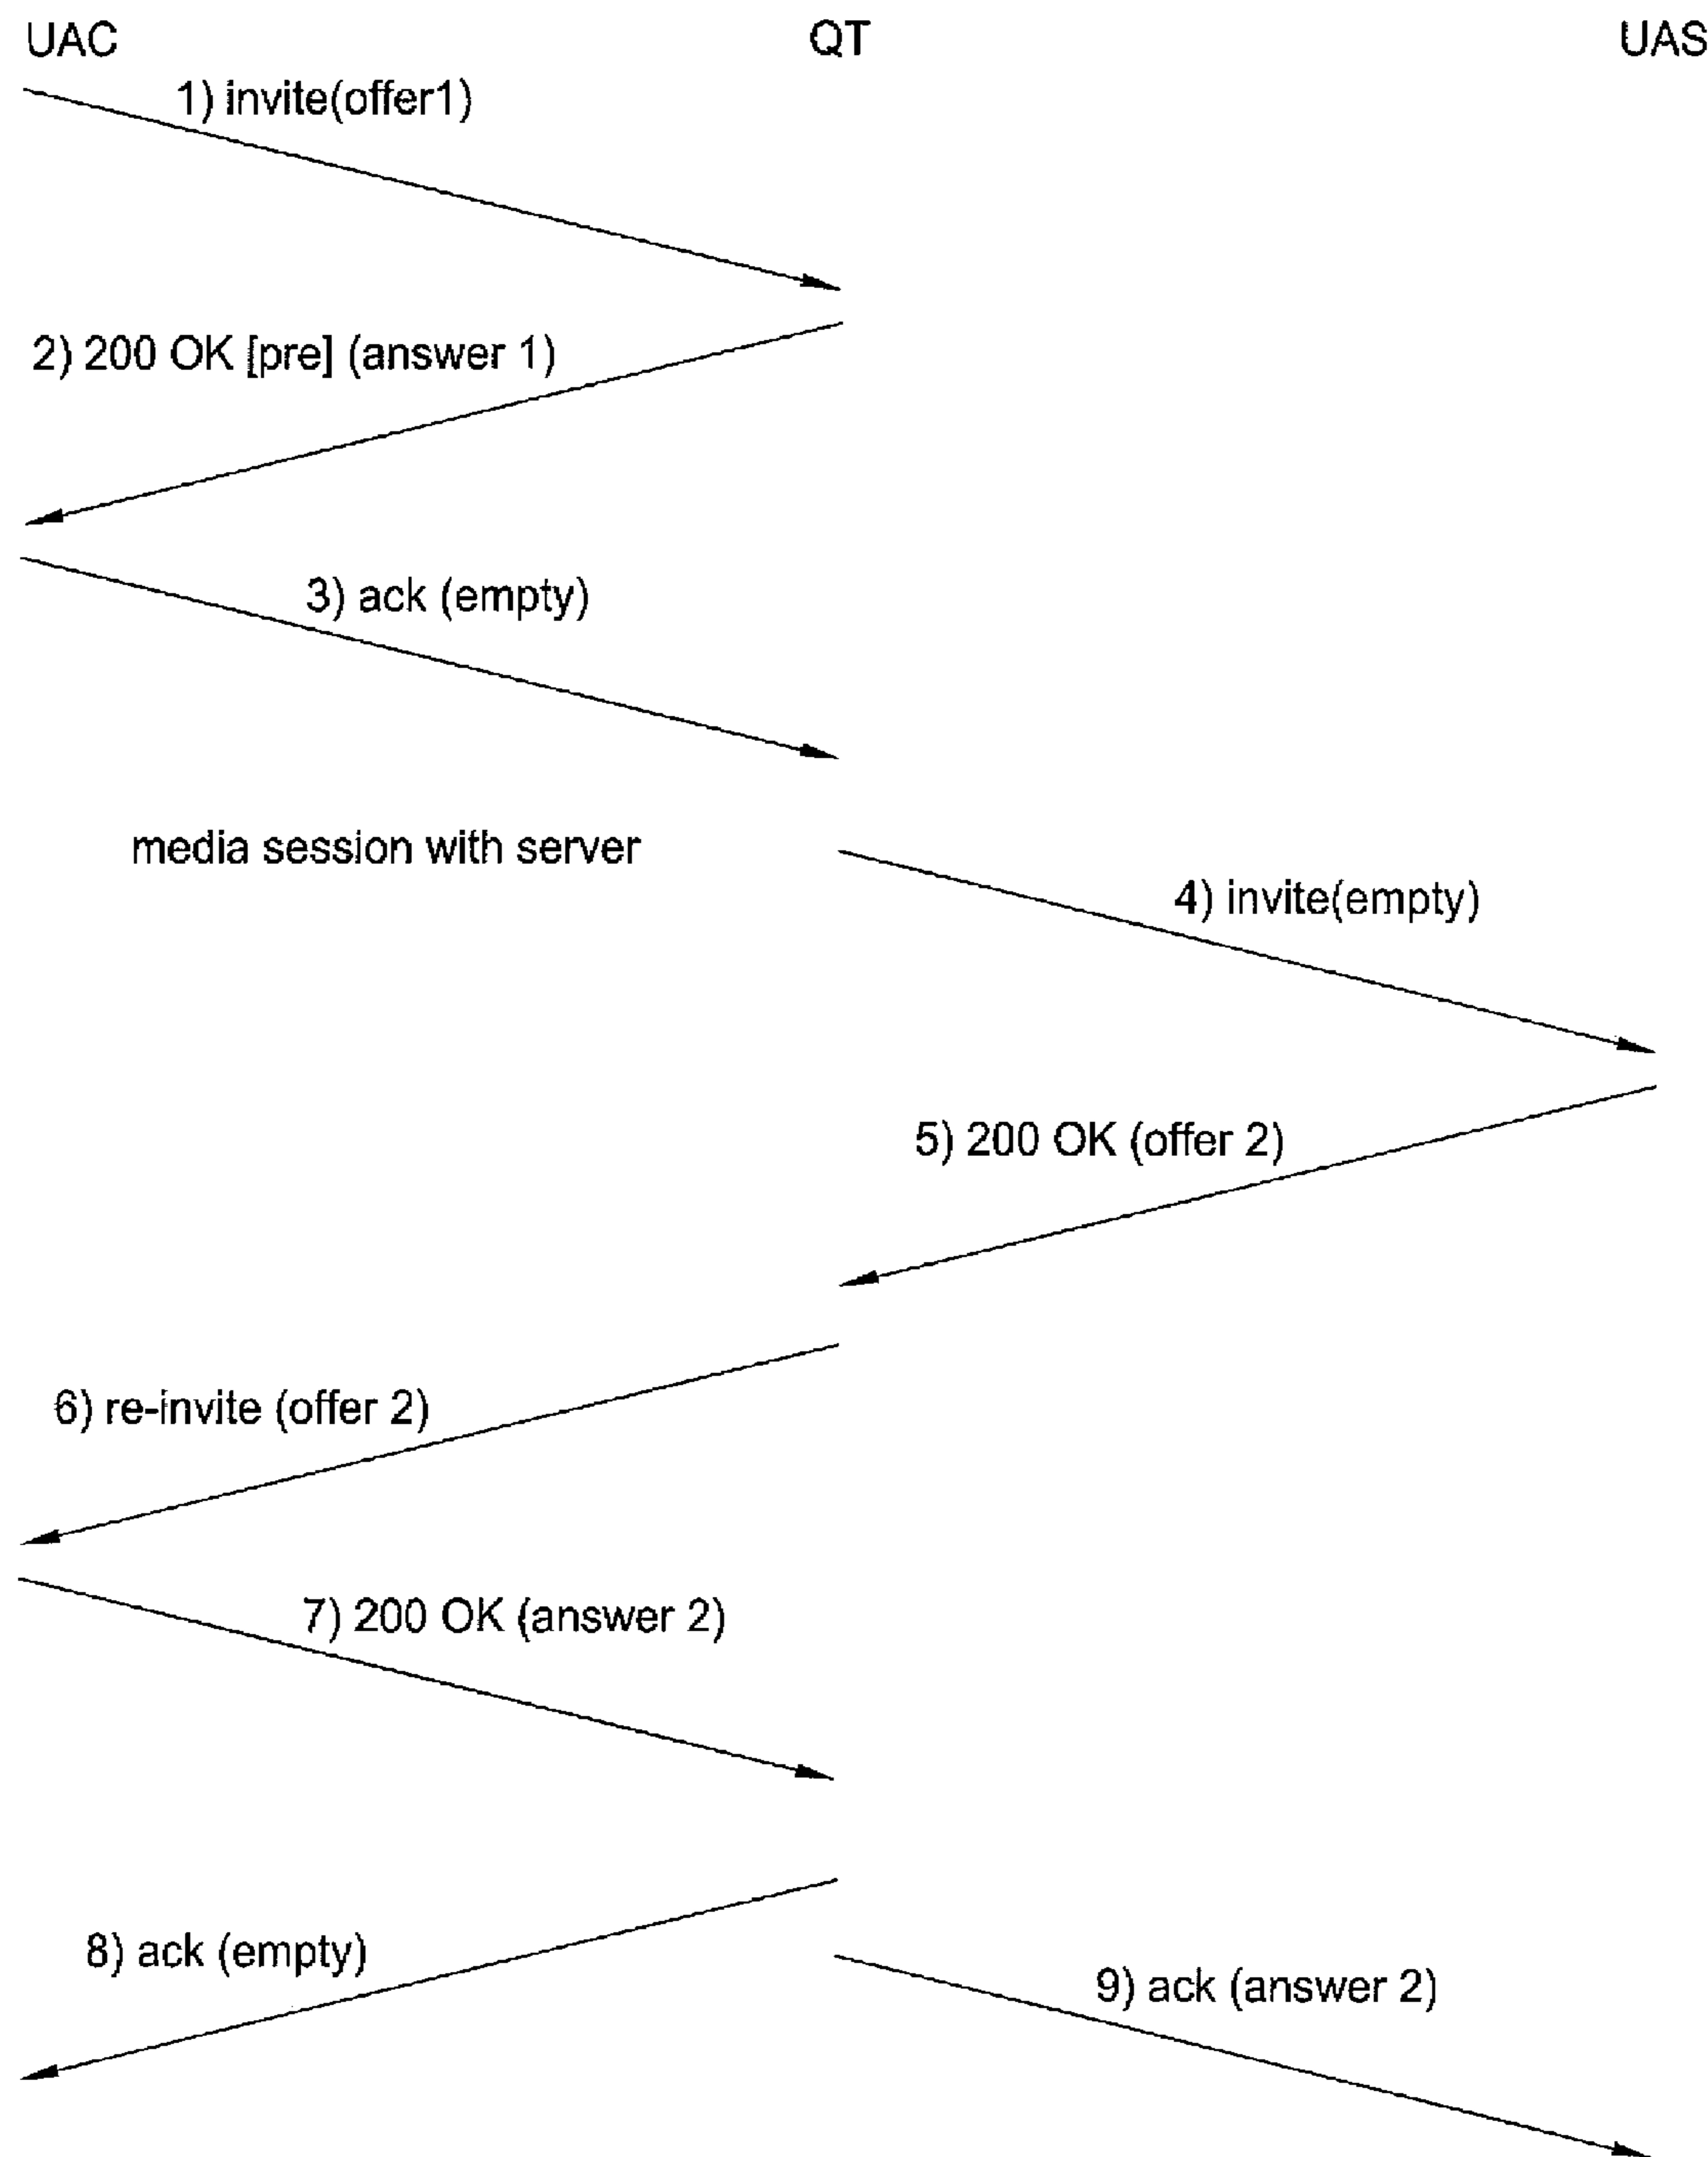 UAC QT UAS
1) invite(offer1)
2) 200 OK [pre] (answer 1)
3) ack (empty)
media session with server
4) invite(empty)
5) 200 OK (offer 2)
6) re-invite (offer 2)
7) 200 OK (answer 2)
8) ack (empty)
9) ack (answer 2)